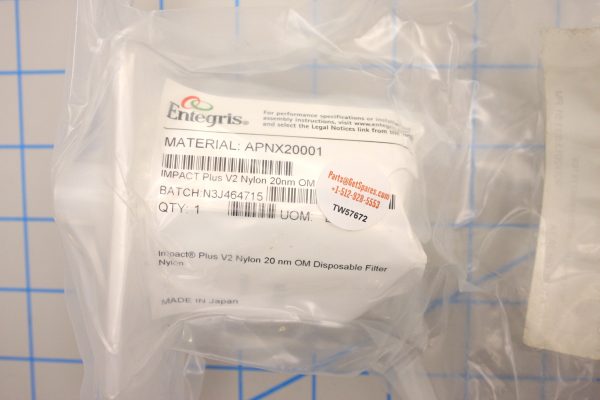 Entegris®
For performance specifications or
assembly instructions, visit www.entegris
and select the Legal Notices link from
MATERIAL: APNX20001
IMPACT Plus V2 Nylon 20nm OM
BATCH N3J464715
QTY: 1 UOM:
Parts@GetSpares.com
+1-512-828-5553
TW57672
Impact® Plus V2 Nylon 20 nm OM Disposable Filter
Nylon
MADE IN Japan